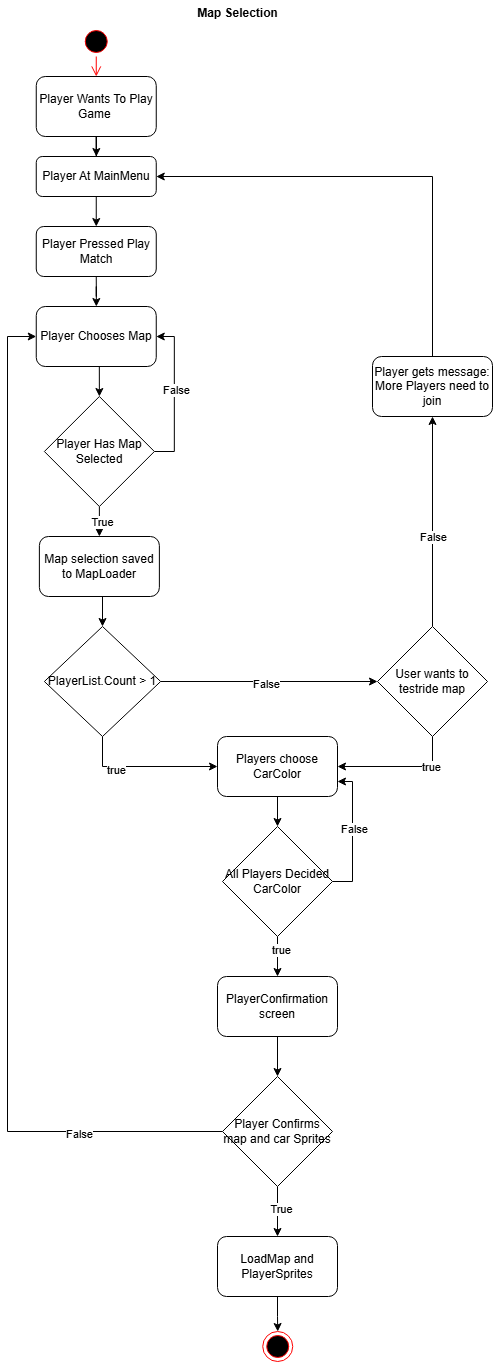 Map Selection
Player Wants To Play
Game
Player At MainMenu
Player Pressed Play
Match
Player Chooses Map
False
Player gets message:
More Players need to
join
Player Has Map
Selected
True
False
Map selection saved
to MapLoader
PlayerList.Count > 1
False
User wants to
testride map
true
Players choose
CarColor
true
False
All Players Decided
CarColor
true
PlayerConfirmation
screen
Player Confirms
map and car Sprites
False
True
LoadMap and
PlayerSprites